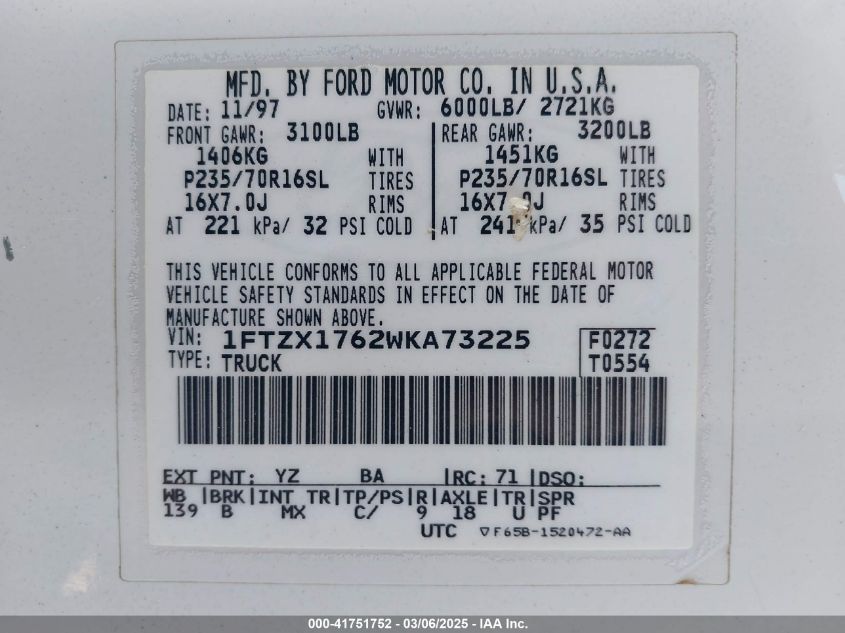 MFD. BY FORD MOTOR CO. IN U.S.A.
DATE: 11/97 GVWR: 6000LB/ 2721KG
FRONT GAWR: 3100LB REAR GAWR: 3200LB
1406KG WITH 1451KG WITH
P235/70R16SL TIRES P235/70R16SL TIRES
16X7.0J RIMS 16X7.0J RIMS
AT 221 kPa/ 32 PSI COLD AT 241 kPa/ 35 PSI COLD
THIS VEHICLE CONFORMS TO ALL APPLICABLE FEDERAL MOTOR
VEHICLE SAFETY STANDARDS IN EFFECT ON THE DATE OF
MANUFACTURE SHOWN ABOVE.
VIN: 1FTZX1762WKA73225 F0272
TYPE: TRUCK T0554
EXT PNT: YZ BA RC: 71 DSO:
WB BRK INT TR TP/PS R AXLE TR SPR
139 B MX C/ 9 18 U PF
UTC ▽F65B-1520472-AA
000-41751752 - 03/06/2025 - IAA Inc.